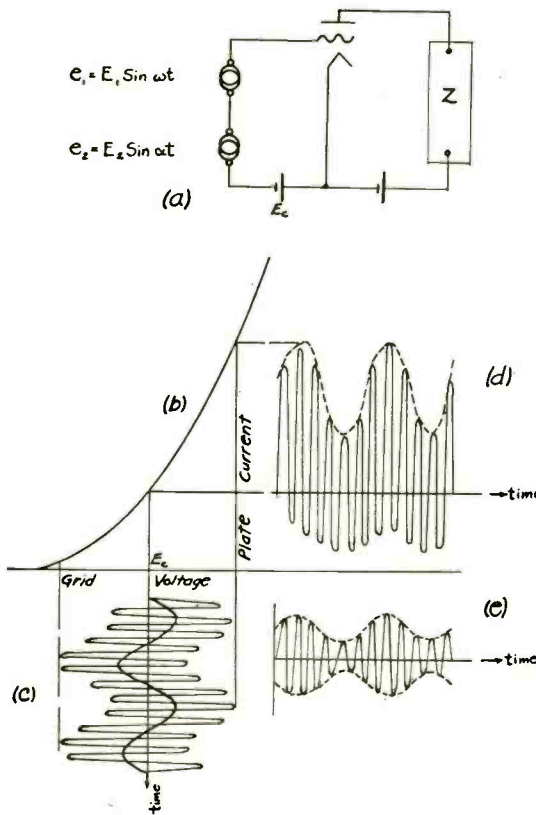 e₁ = E₁ Sin ωt
e₂ = E₂ Sin αt
Z
(a)
E꜀
(b)
(d)
Plate Current
time
E꜀
Grid Voltage
(e)
time
(c)
time